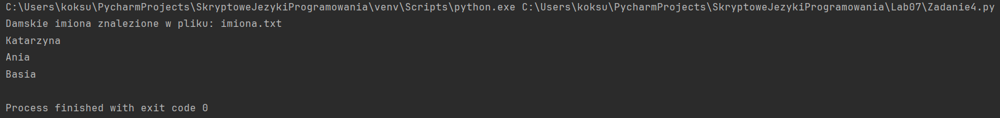 C:\Users\koksu\PycharmProjects\SkryptoweJezykiProgramowania\venv\Scripts\python.exe C:\Users\koksu\PycharmProjects\SkryptoweJezykiProgramowania\Lab07\Zadanie4.py
Damskie imiona znalezione w pliku: imiona.txt
Katarzyna
Ania
Basia
Process finished with exit code 0